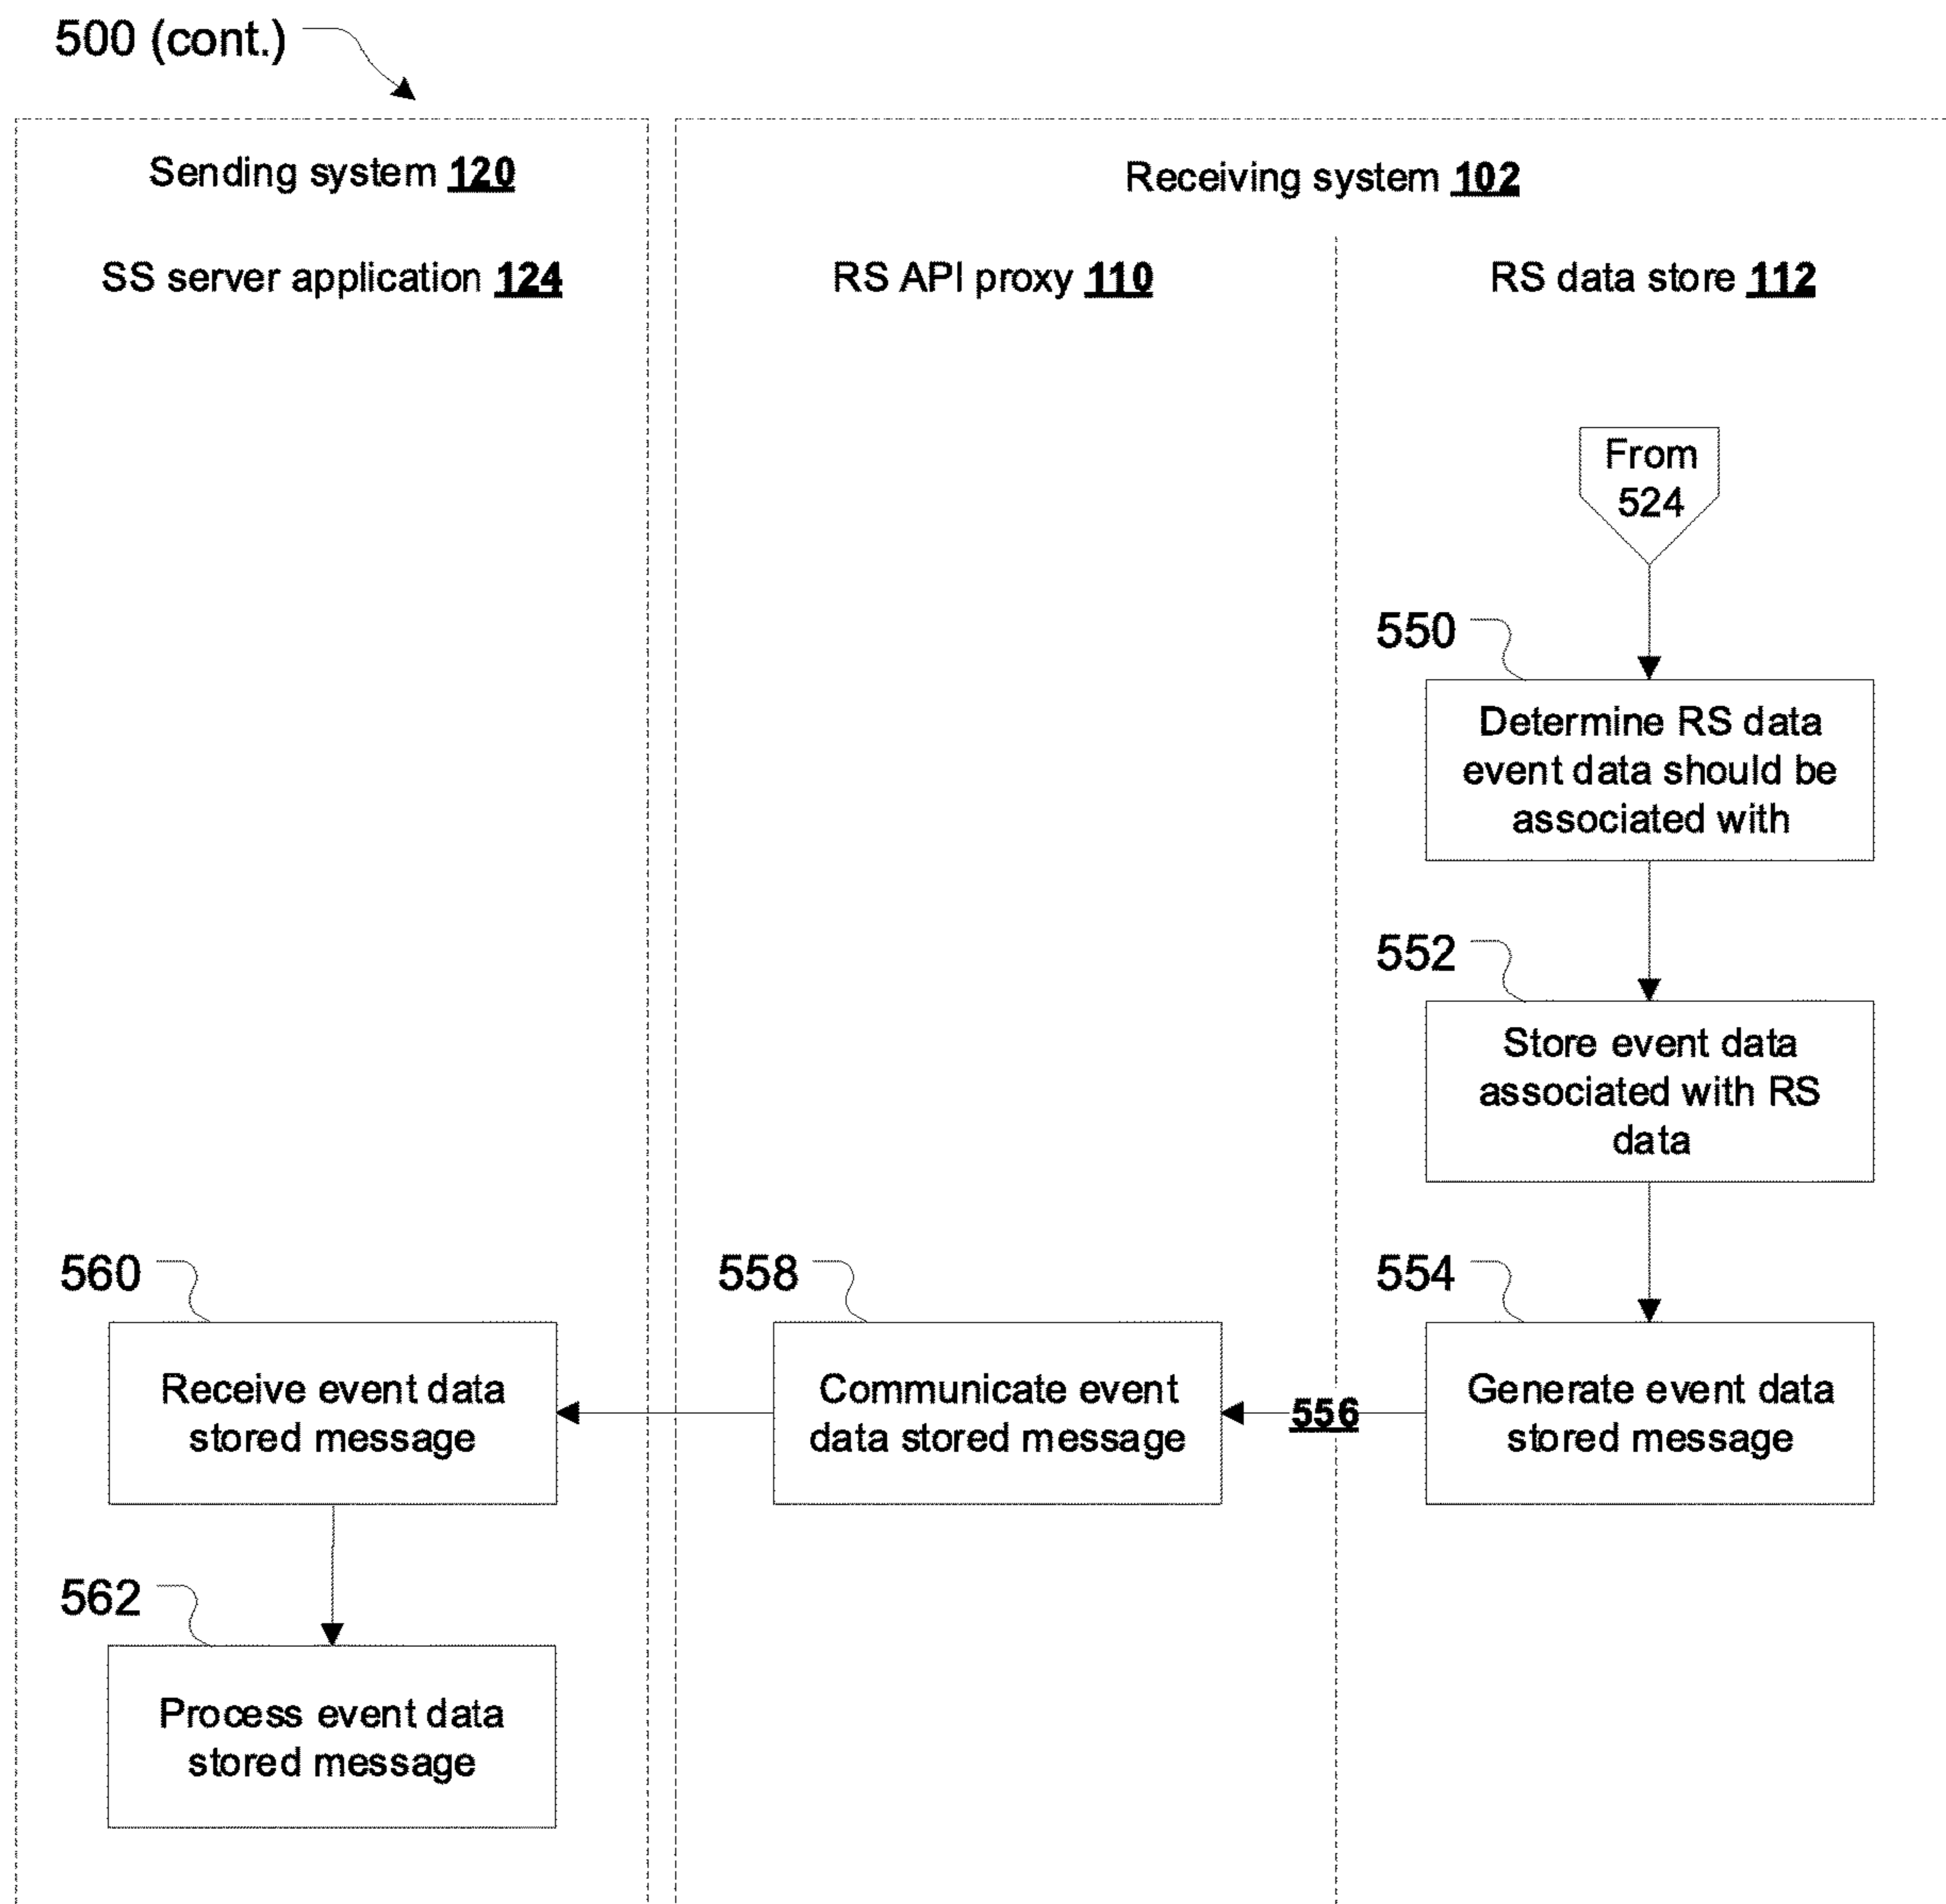 500 (cont.)
Sending system 120
Receiving system 102
SS server application 124
RS API proxy 110
RS data store 112
From
524
550
Determine RS data
event data should be
associated with
552
Store event data
associated with RS
data
560
558
554
Receive event data
stored message
Communicate event
data stored message
556
Generate event data
stored message
562
Process event data
stored message